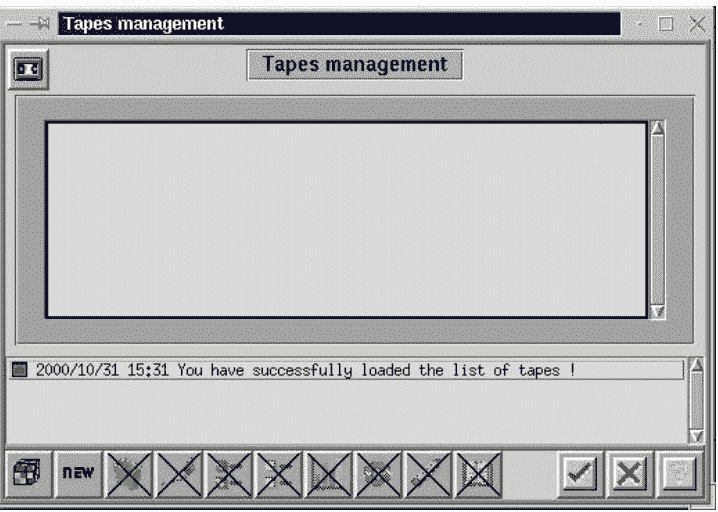 Tapes management
Tapes management
2000/10/31 15:31 You have successfully loaded the list of tapes !
NEW